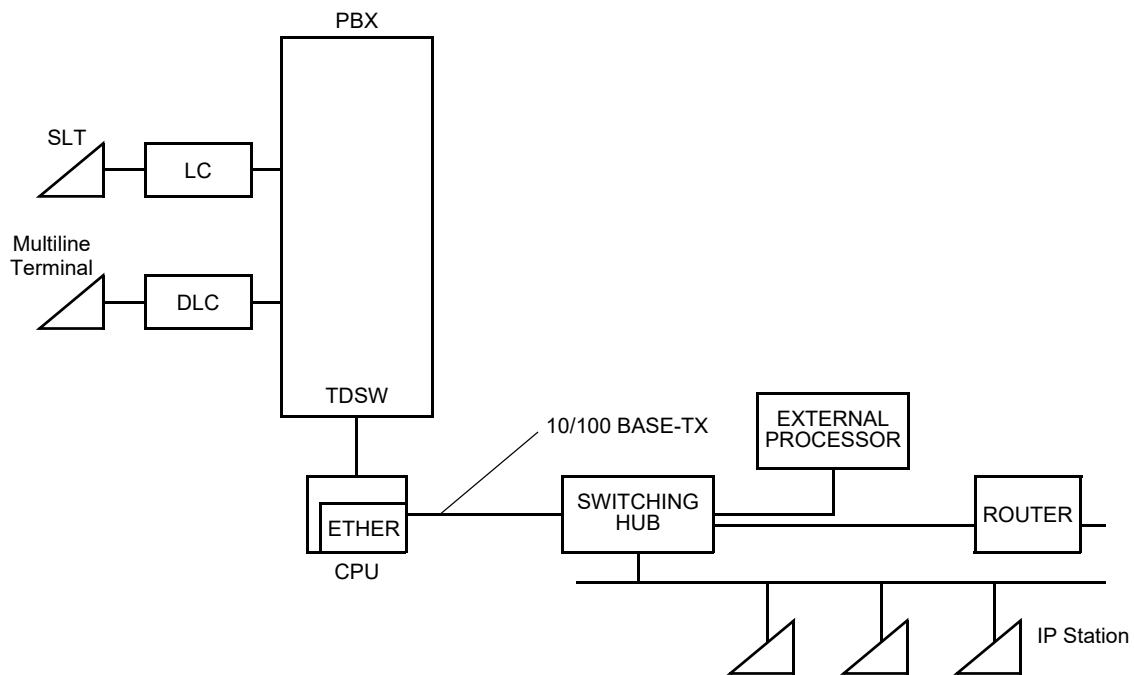 PBX
SLT
LC
Multiline
Terminal
DLC
TDSW
10/100 BASE-TX
EXTERNAL
PROCESSOR
SWITCHING
HUB
ROUTER
ETHER
CPU
IP Station